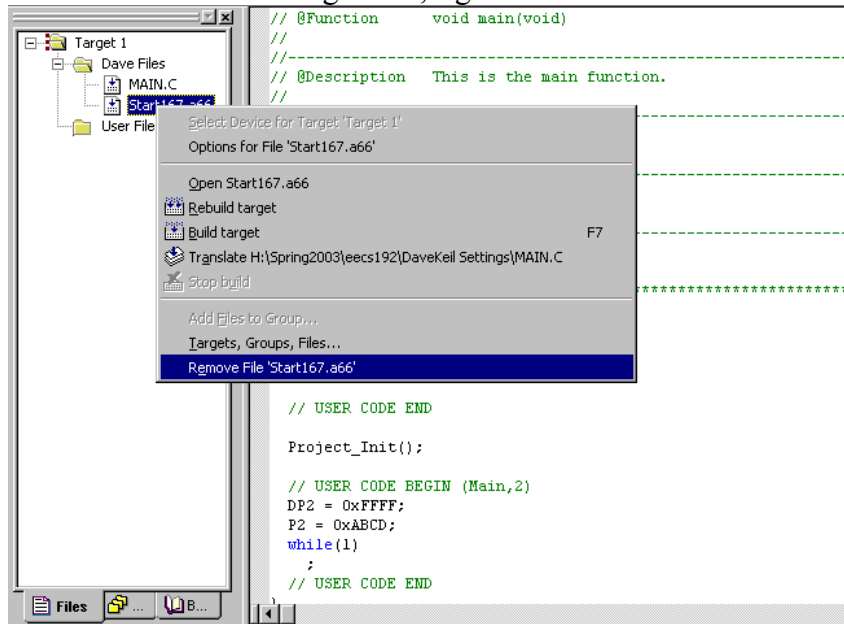 // @Function void main(void)
//
//----------------------------------------------------------------
// @Description This is the main function.
//
Target 1
Dave Files
MAIN.C
Start167.a66
User File
Select Device for Target 'Target 1'
Options for File 'Start167.a66'
Open Start167.a66
Rebuild target
Build target F7
Translate H:\Spring2003\eecs192\DaveKeil Settings\MAIN.C
Stop build
Add Files to Group...
Targets, Groups, Files...
Remove File 'Start167.a66'
// USER CODE END
Project_Init();
// USER CODE BEGIN (Main,2)
DP2 = 0xFFFF;
P2 = 0xABCD;
while(1)
;
// USER CODE END
Files ... B...